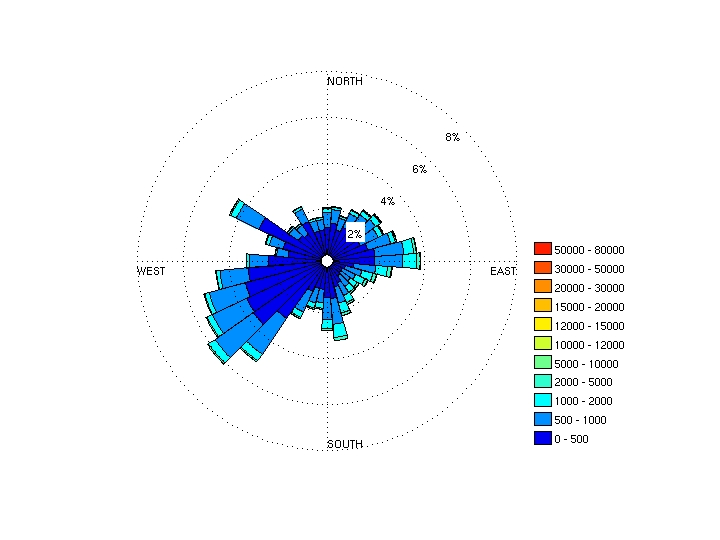 NORTH
8%
6%
4%
2%
WEST
EAST
SOUTH
50000 - 80000
30000 - 50000
20000 - 30000
15000 - 20000
12000 - 15000
10000 - 12000
5000 - 10000
2000 - 5000
1000 - 2000
500 - 1000
0 - 500